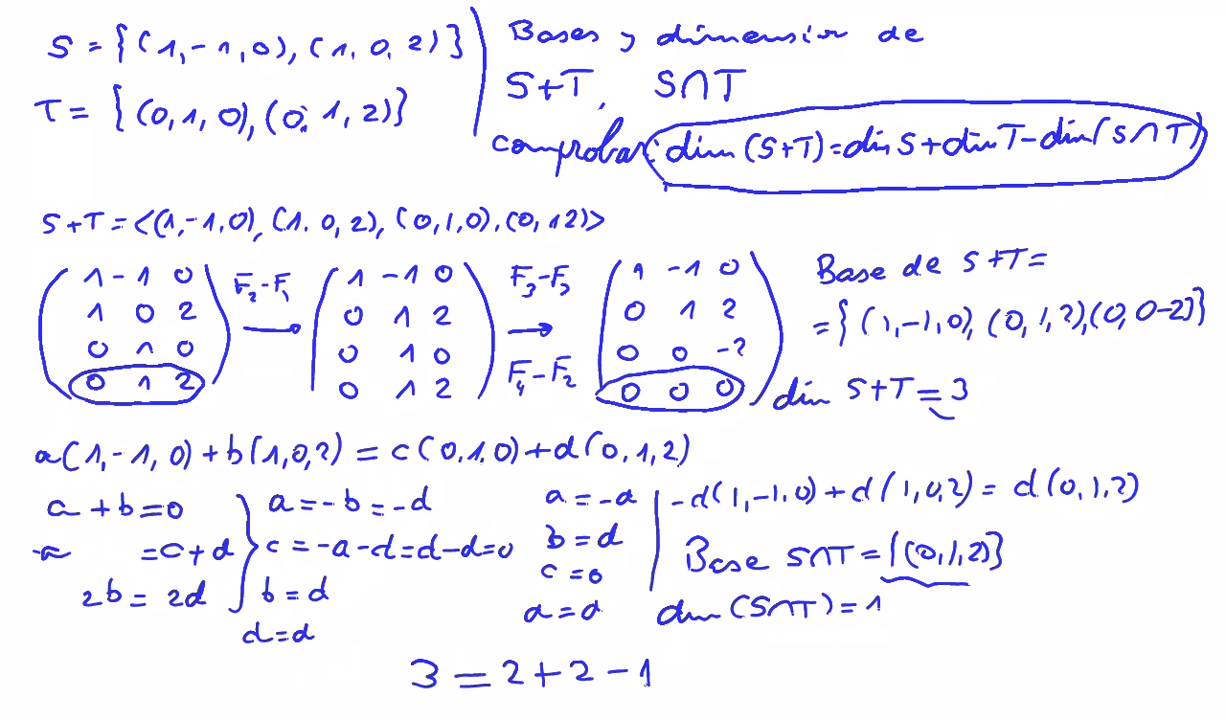 S = {(1,-1,0), (1,0,2)}
T = {(0,1,0), (0,1,2)}
Bases y dimension de
S+T, S∩T
comprobar: dim (S+T)=dim S+dim T-dim(S∩T)
S+T = <(1,-1,0), (1,0,2), (0,1,0), (0,12)>
1 -1 0
1 0 2
0 1 0
0 1 2
F₂-F₁
1 -1 0
0 1 2
0 1 0
0 1 2
F₃-F₂
F₄-F₂
1 -1 0
0 1 2
0 0 -2
0 0 0
Base de S+T=
={(1,-1,0), (0,1,2),(0,0-2)}
dim S+T=3
a(1,-1,0)+b(1,0,2) = c(0,1,0)+d(0,1,2)
a+b=0
-a =c+d
2b = 2d
a=-b=-d
c=-a-d=d-d=0
b=d
d=d
b=d
c=0
-d(1,-1,0)+d(1,0,2)= d(0,1,2)
Base S∩T={(0,1,2)}
dim (S∩T)=1
3=2+2-1